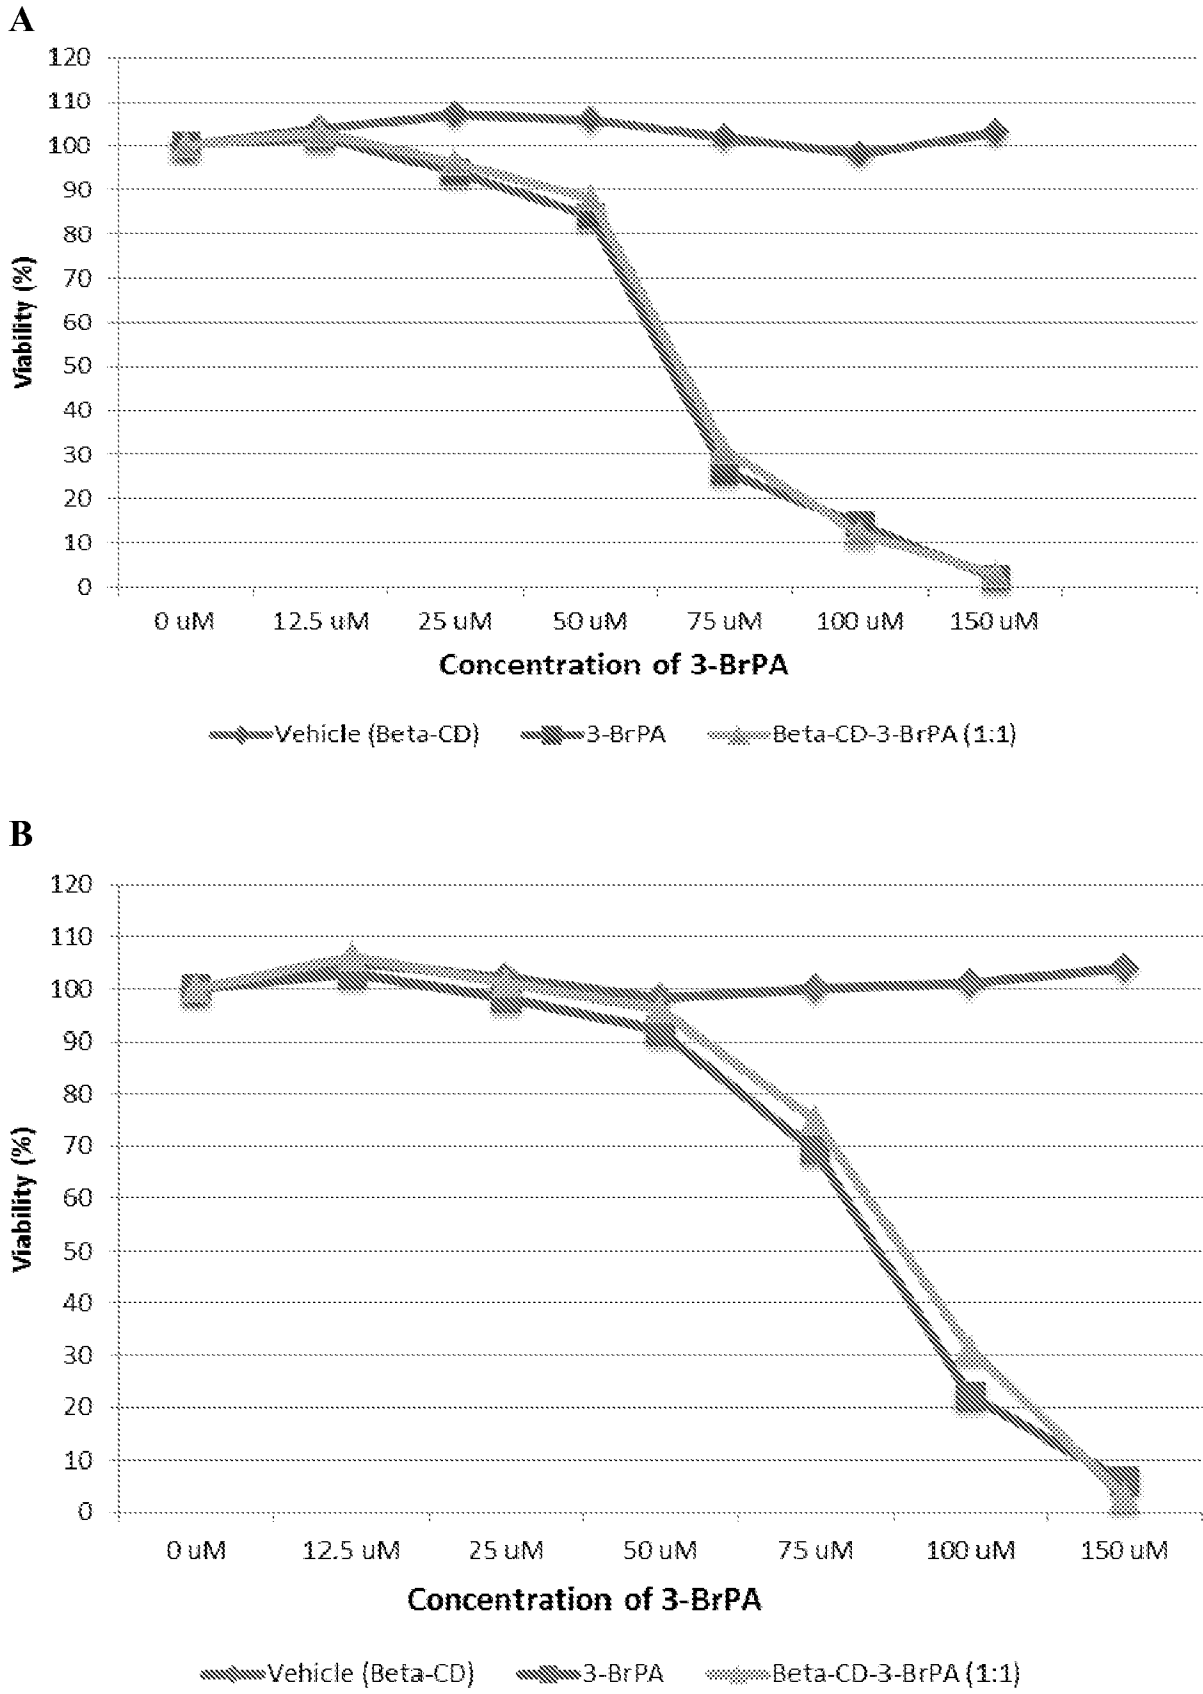 A
120
110
100
90
80
70
60
50
40
30
20
10
0
Viability (%)
0 uM 12.5 uM 25 uM 50 uM 75 uM 100 uM 150 uM
Concentration of 3-BrPA
Vehicle (Beta-CD) 3-BrPA Beta-CD-3-BrPA (1:1)
B
120
110
100
90
80
70
60
50
40
30
20
10
0
Viability (%)
0 uM 12.5 uM 25 uM 50 uM 75 uM 100 uM 150 uM
Concentration of 3-BrPA
Vehicle (Beta-CD) 3-BrPA Beta-CD-3-BrPA (1:1)